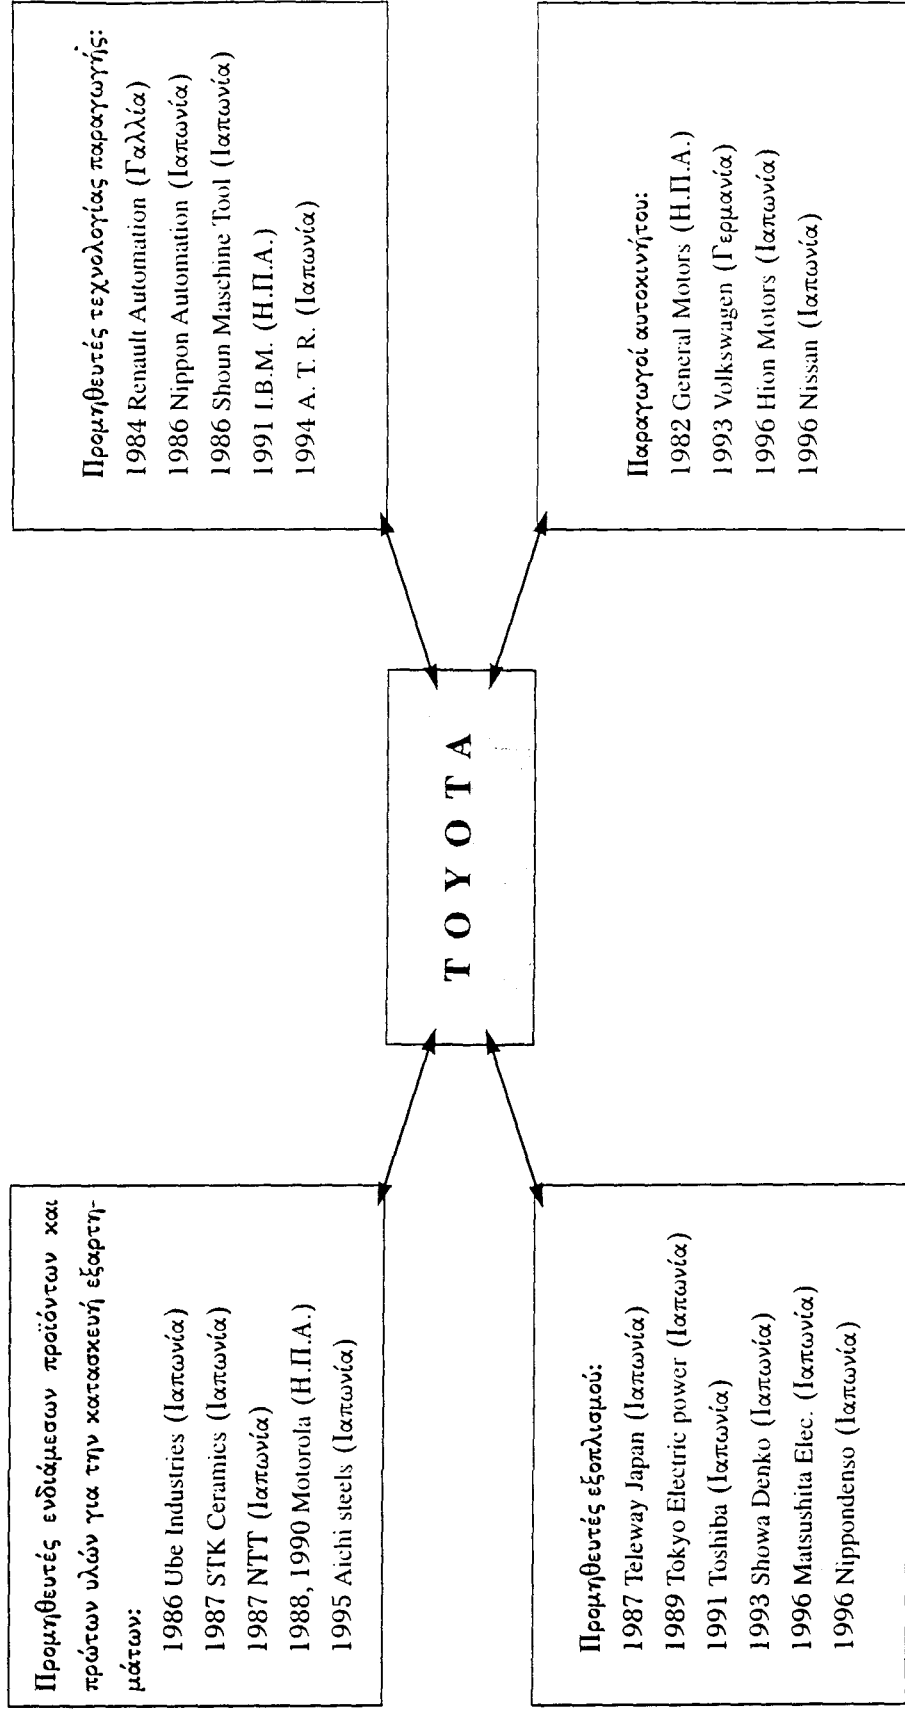 Προμηθευτές ενδιάμεσων προϊόντων και
πρώτων υλών για την κατασκευή εξαρτη-
μάτων:
1986 Ube Industries (Ιαπωνία)
1987 STK Ceramics (Ιαπωνία)
1987 NTT (Ιαπωνία)
1988, 1990 Motorola (Η.Π.Α.)
1995 Aichi steels (Ιαπωνία)
Προμηθευτές τεχνολογίας παραγωγής:
1984 Renault Automation (Γαλλία)
1986 Nippon Automation (Ιαπωνία)
1986 Shoun Maschine Tool (Ιαπωνία)
1991 I.B.M. (Η.Π.Α.)
1994 A. T. R. (Ιαπωνία)
T O Y O T A
Προμηθευτές εξοπλισμού:
1987 Teleway Japan (Ιαπωνία)
1989 Tokyo Electric power (Ιαπωνία)
1991 Toshiba (Ιαπωνία)
1993 Showa Denko (Ιαπωνία)
1996 Matsushita Elec. (Ιαπωνία)
1996 Nippondenso (Ιαπωνία)
Παραγωγοί αυτοκινήτου:
1982 General Motors (Η.Π.Α.)
1993 Volkswagen (Γερμανία)
1996 Hion Motors (Ιαπωνία)
1996 Nissan (Ιαπωνία)